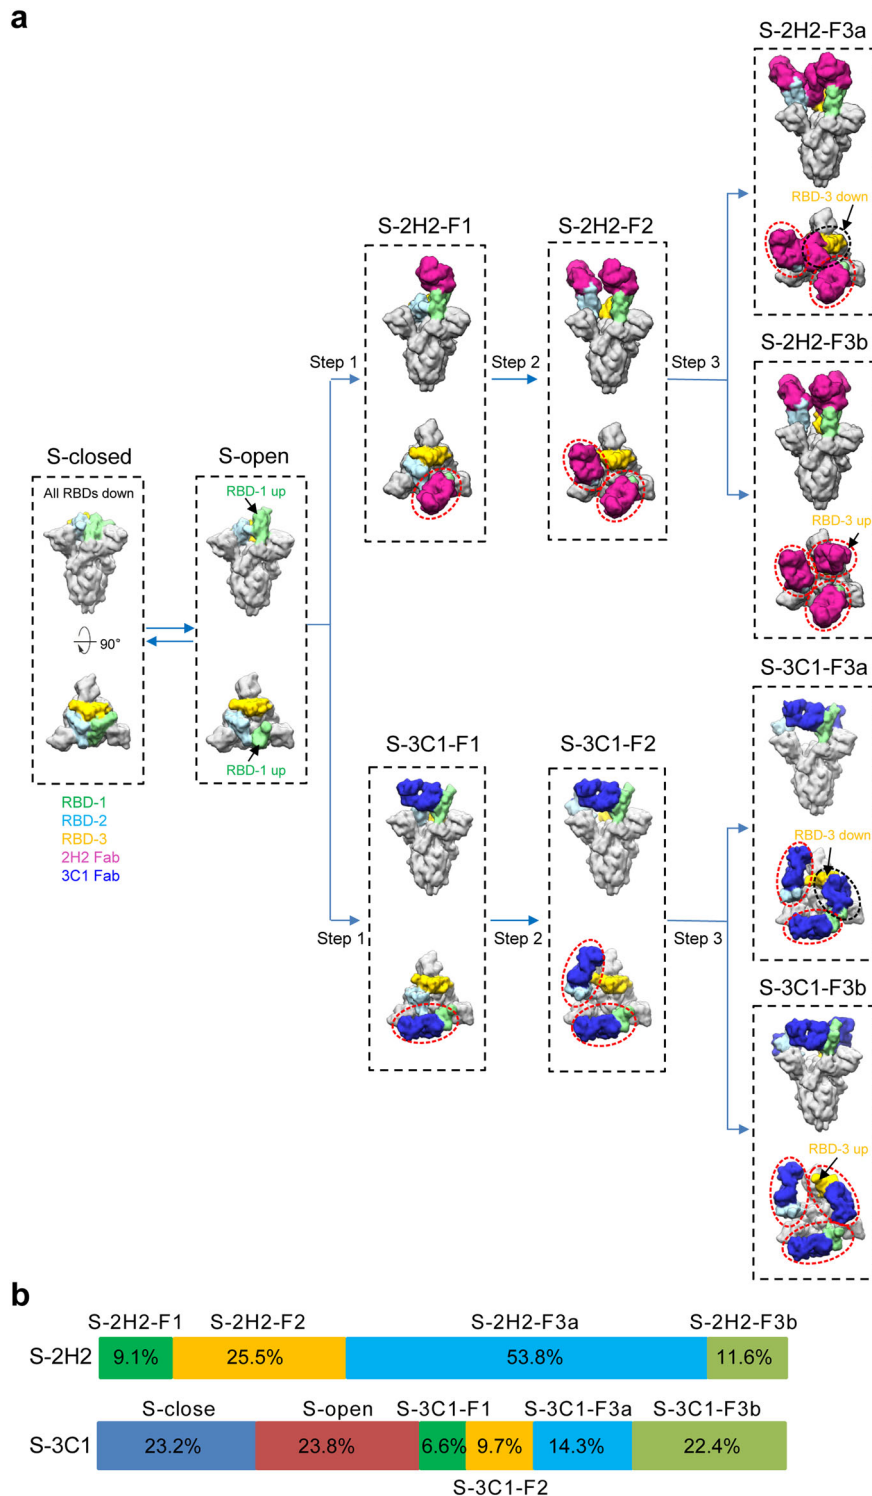 a
S-2H2-F3a
RBD-3 down
S-2H2-F1
S-2H2-F2
S-2H2-F3b
Step 1
Step 2
Step 3
S-closed
S-open
All RBDs down
RBD-1 up
RBD-3 up
90°
S-3C1-F3a
S-3C1-F1
S-3C1-F2
RBD-1 up
RBD-1
RBD-2
RBD-3
2H2 Fab
3C1 Fab
RBD-3 down
Step 1
Step 2
Step 3
S-3C1-F3b
RBD-3 up
b
S-2H2-F1 S-2H2-F2 S-2H2-F3a S-2H2-F3b
S-2H2 9.1% 25.5% 53.8% 11.6%
S-close S-open S-3C1-F1 S-3C1-F3a S-3C1-F3b
S-3C1 23.2% 23.8% 6.6% 9.7% 14.3% 22.4%
S-3C1-F2